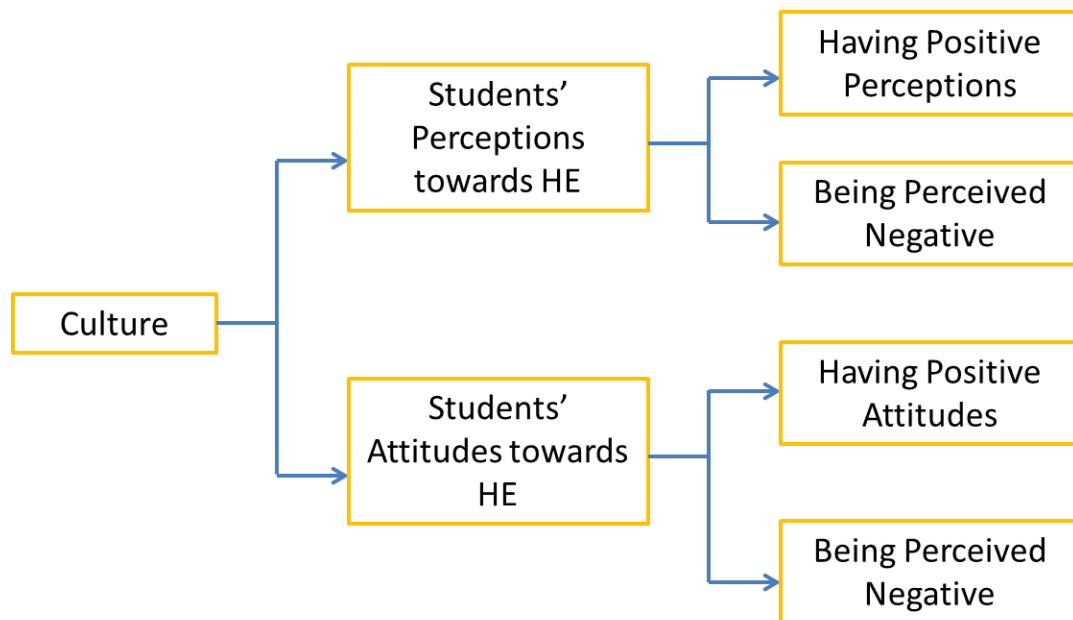 Culture
Students’
Perceptions
towards HE
Having Positive
Perceptions
Being Perceived
Negative
Students’
Attitudes towards
HE
Having Positive
Attitudes
Being Perceived
Negative